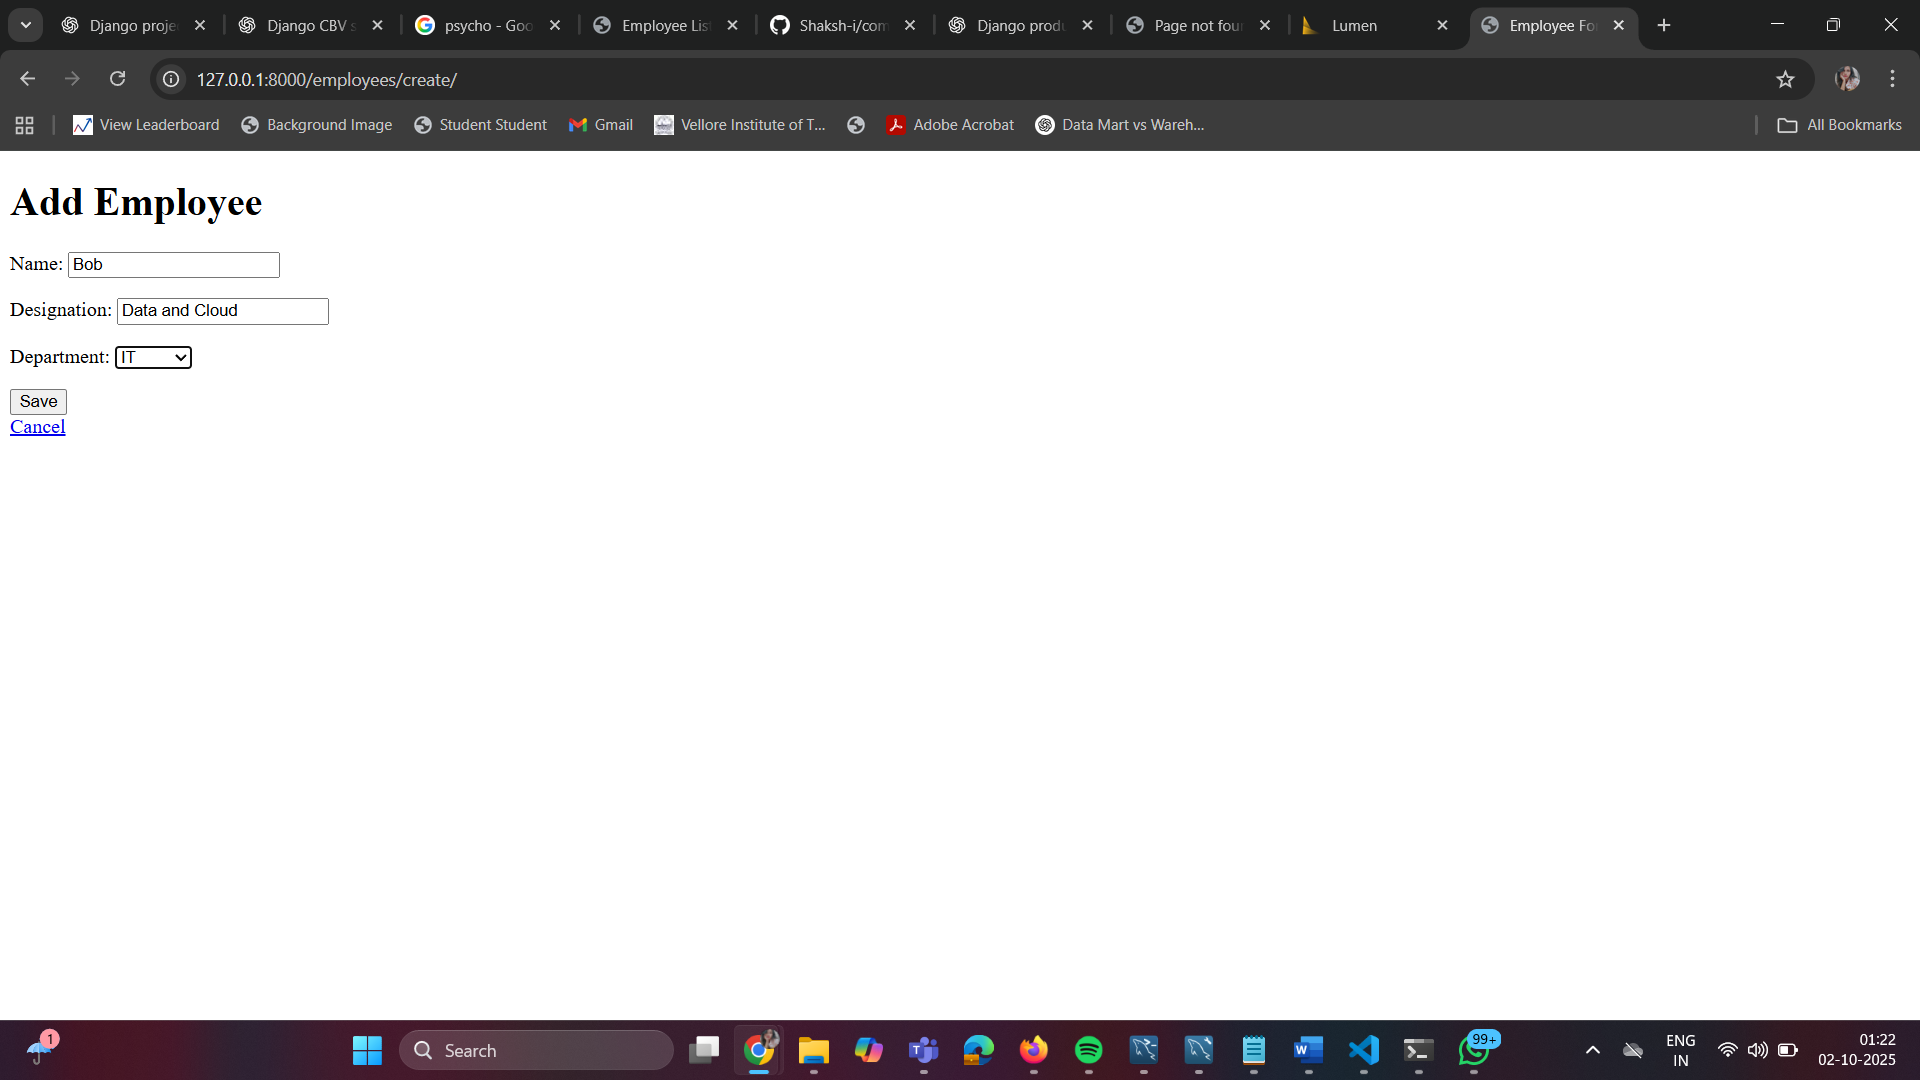 Django proje
Django CBV s
psycho - Goo
Employee List
Shaksh-i/com
Django produ
Page not foun
Lumen
Employee For
127.0.0.1:8000/employees/create/
View Leaderboard
Background Image
Student Student
Gmail
Vellore Institute of T...
Adobe Acrobat
Data Mart vs Wareh...
All Bookmarks
Add Employee
Name: Bob
Designation: Data and Cloud
Department: IT
Save
Cancel
1
Search
99+
ENG
IN
01:22
02-10-2025